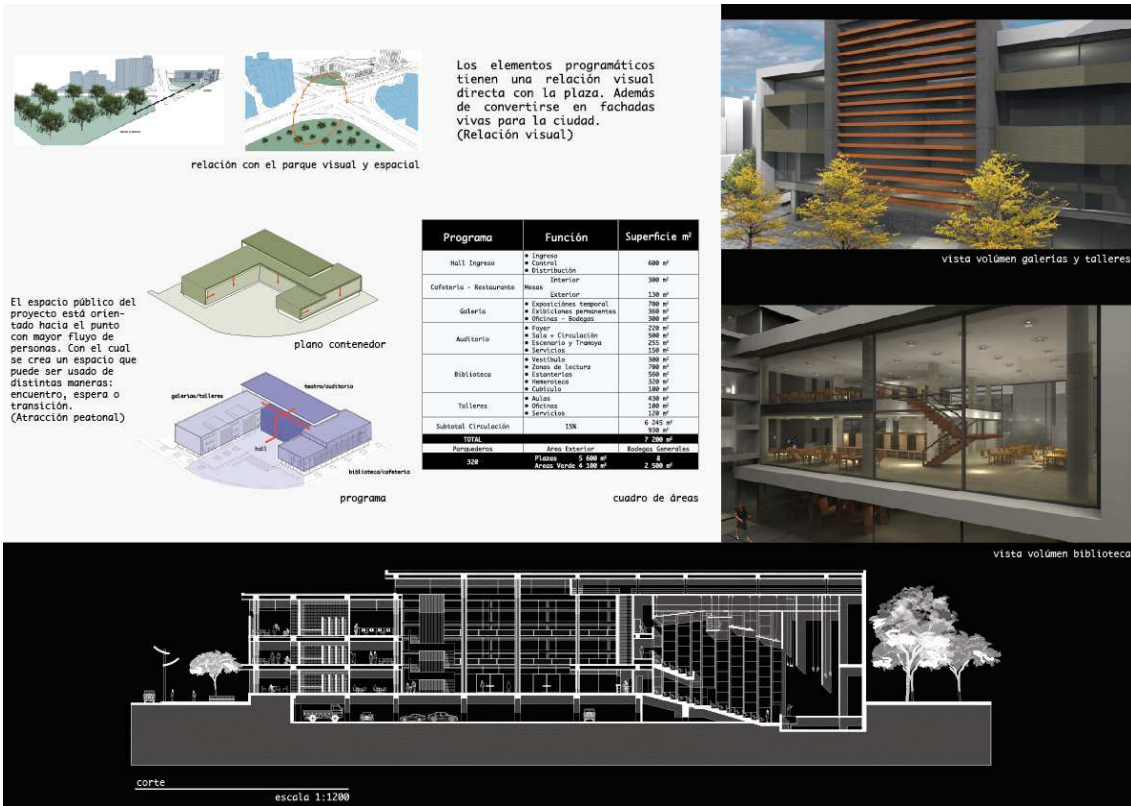 Los elementos programáticos
tienen una relación visual
directa con la plaza. Además
de convertirse en fachadas
vivas para la ciudad.
(Relación visual)
relación con el parque visual y espacial
vista volúmen galerías y talleres
El espacio público del
proyecto está orien-
tado hacia el punto
con mayor fluyo de
personas. Con el cual
se crea un espacio que
puede ser usado de
distintas maneras:
encuentro, espera o
transición.
(Atracción peatonal)
plano contenedor
teatro/auditorio
galerías/talleres
hall
biblioteca/cafetería
programa
Programa Función Superficie m²
Hall Ingreso
• Ingreso
• Control
• Distribución
600 m²
Cafetería - Restaurante
Interior 300 m²
Mesas
Exterior 130 m²
Galería
• Exposiciónes temporal 700 m²
• Exibiciones permanentes 360 m²
• Oficinas - Bodegas 300 m²
Auditorio
• Foyer 220 m²
• Sala + Circulación 500 m²
• Escenario y Tramoya 255 m²
• Servicios 150 m²
Biblioteca
• Vestíbulo 300 m²
• Zonas de lectura 700 m²
• Estanterías 560 m²
• Hemeroteca 320 m²
• Cubículo 100 m²
Talleres
• Aulas 430 m²
• Oficinas 100 m²
• Servicios 120 m²
Subtotal Circulación 15% 6 245 m²
930 m²
TOTAL 7 200 m²
Parqueaderos Area Exterior Bodegas Generales
320
Plazas 5 600 m² 8
Areas Verde 4 100 m² 2 500 m²
cuadro de áreas
vista volúmen biblioteca
corte
escala 1:1200